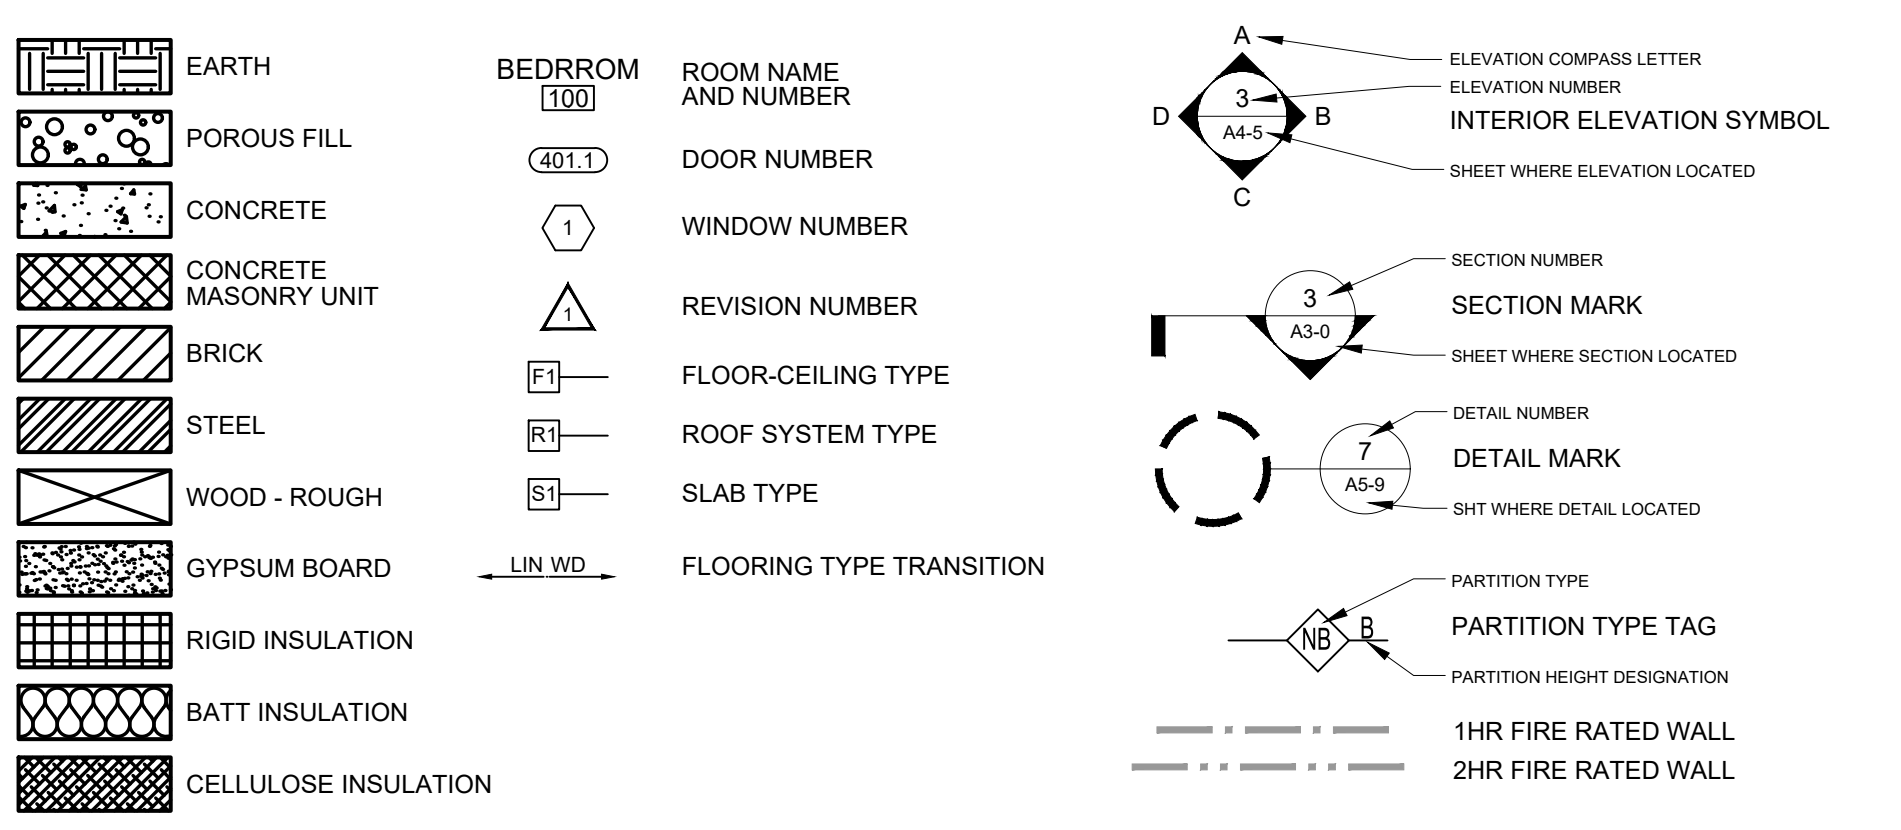 EARTH
POROUS FILL
CONCRETE
CONCRETE
MASONRY UNIT
BRICK
STEEL
WOOD - ROUGH
GYPSUM BOARD
RIGID INSULATION
BATT INSULATION
CELLULOSE INSULATION
BEDRROM
100
ROOM NAME
AND NUMBER
401.1
DOOR NUMBER
1
WINDOW NUMBER
1
REVISION NUMBER
F1
FLOOR-CEILING TYPE
R1
ROOF SYSTEM TYPE
S1
SLAB TYPE
LIN WD
FLOORING TYPE TRANSITION
A
D
3
B
A4-5
C
ELEVATION COMPASS LETTER
ELEVATION NUMBER
INTERIOR ELEVATION SYMBOL
SHEET WHERE ELEVATION LOCATED
3
A3-0
SECTION NUMBER
SECTION MARK
SHEET WHERE SECTION LOCATED
7
A5-9
DETAIL NUMBER
DETAIL MARK
SHT WHERE DETAIL LOCATED
NB
B
PARTITION TYPE
PARTITION TYPE TAG
PARTITION HEIGHT DESIGNATION
1HR FIRE RATED WALL
2HR FIRE RATED WALL